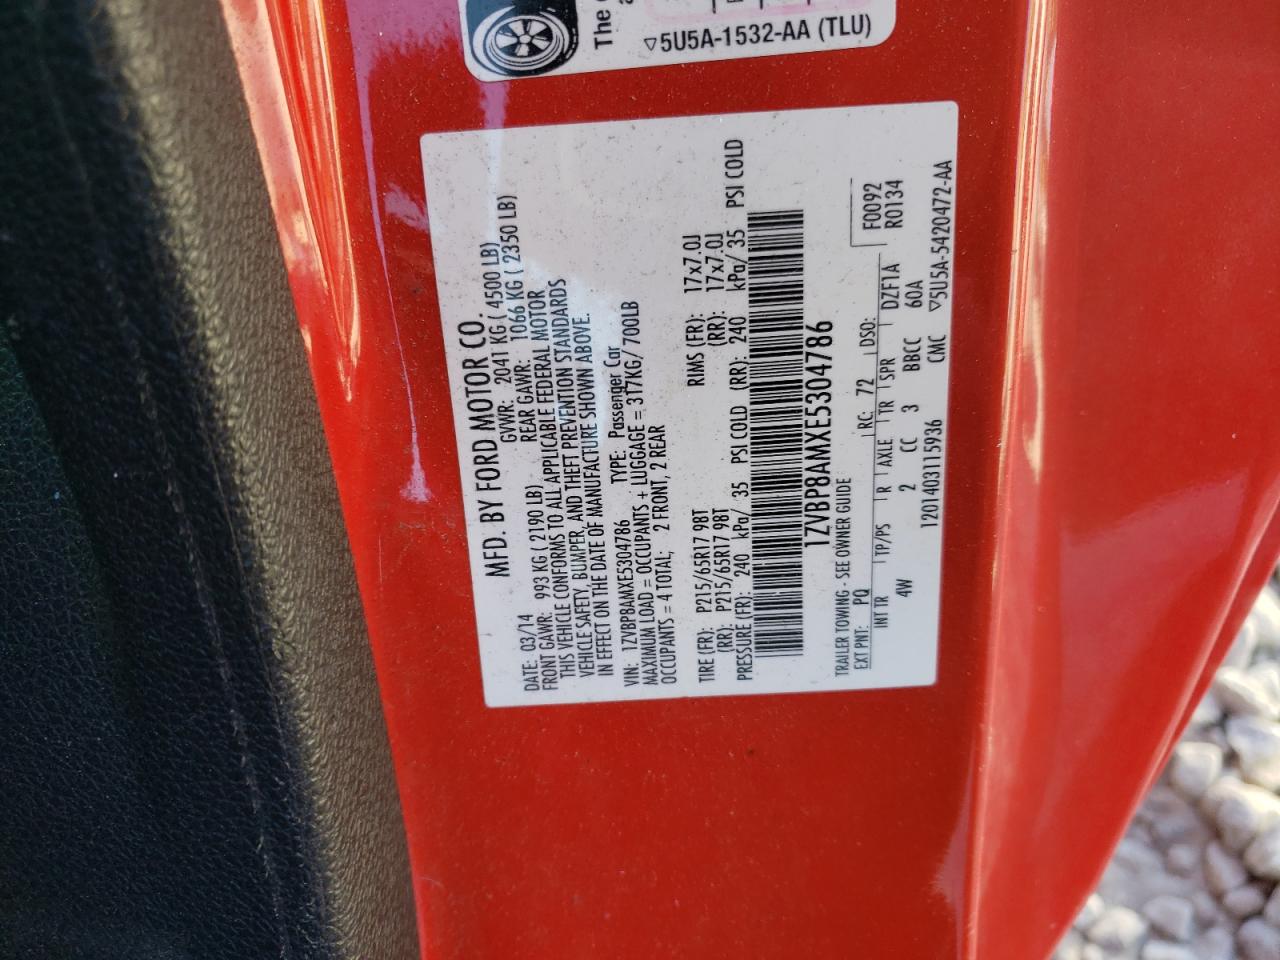 The
▽5U5A-1532-AA (TLU)
MFD. BY FORD MOTOR CO.
DATE: 03/14 GVWR: 2041 KG ( 4500 LB)
FRONT GAWR: 993 KG ( 2190 LB) REAR GAWR: 1066 KG ( 2350 LB)
THIS VEHICLE CONFORMS TO ALL APPLICABLE FEDERAL MOTOR
VEHICLE SAFETY, BUMPER, AND THEFT PREVENTION STANDARDS
IN EFFECT ON THE DATE OF MANUFACTURE SHOWN ABOVE.
VIN: 1ZVBP8AMXE5304786 TYPE: Passenger Car
MAXIMUM LOAD = OCCUPANTS + LUGGAGE = 317KG/ 700LB
OCCUPANTS = 4 TOTAL; 2 FRONT, 2 REAR
TIRE (FR): P215/65R17 98T RIMS (FR): 17x7.0J
(RR): P215/65R17 98T (RR): 17x7.0J
PRESSURE (FR): 240 kPa/ 35 PSI COLD (RR): 240 kPa/ 35 PSI COLD
1ZVBP8AMXE5304786
TRAILER TOWING - SEE OWNER GUIDE
EXT PNT: PQ RC: 72 DSO: F0092
R0134
INT TR TP/PS R AXLE TR SPR DZF1A
4W 2 CC 3 BBCC 60A
120140311S936 CMC ▽5U5A-5420472-AA